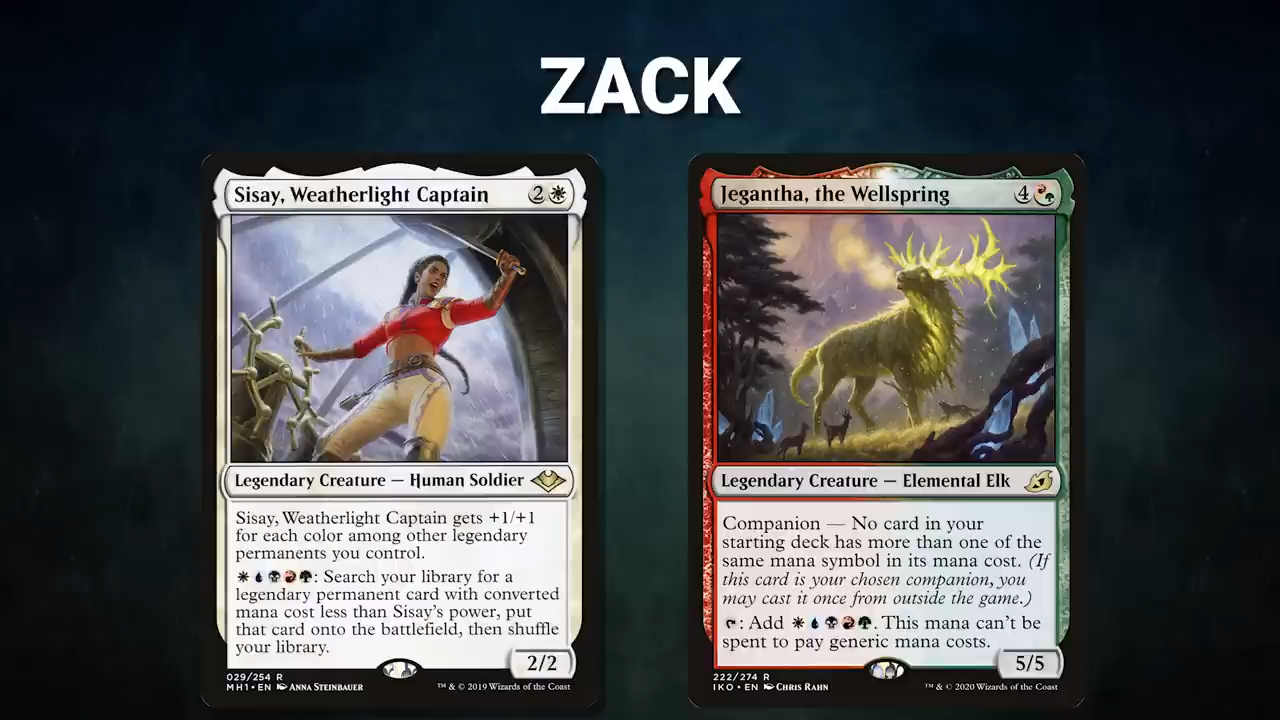 ZACK
Sisay, Weatherlight Captain 2
Legendary Creature — Human Soldier
Sisay, Weatherlight Captain gets +1/+1
for each color among other legendary
permanents you control.
: Search your library for a
legendary permanent card with converted
mana cost less than Sisay's power, put
that card onto the battlefield, then shuffle
your library.
2/2
029/254 R
MH1 • EN Anna Steinbauer
™ & © 2019 Wizards of the Coast
Jegantha, the Wellspring 4
Legendary Creature — Elemental Elk
Companion — No card in your
starting deck has more than one of the
same mana symbol in its mana cost. (If
this card is your chosen companion, you
may cast it once from outside the game.)
: Add . This mana can't be
spent to pay generic mana costs.
5/5
222/274 R
IKO • EN Chris Rahn
™ & © 2020 Wizards of the Coast